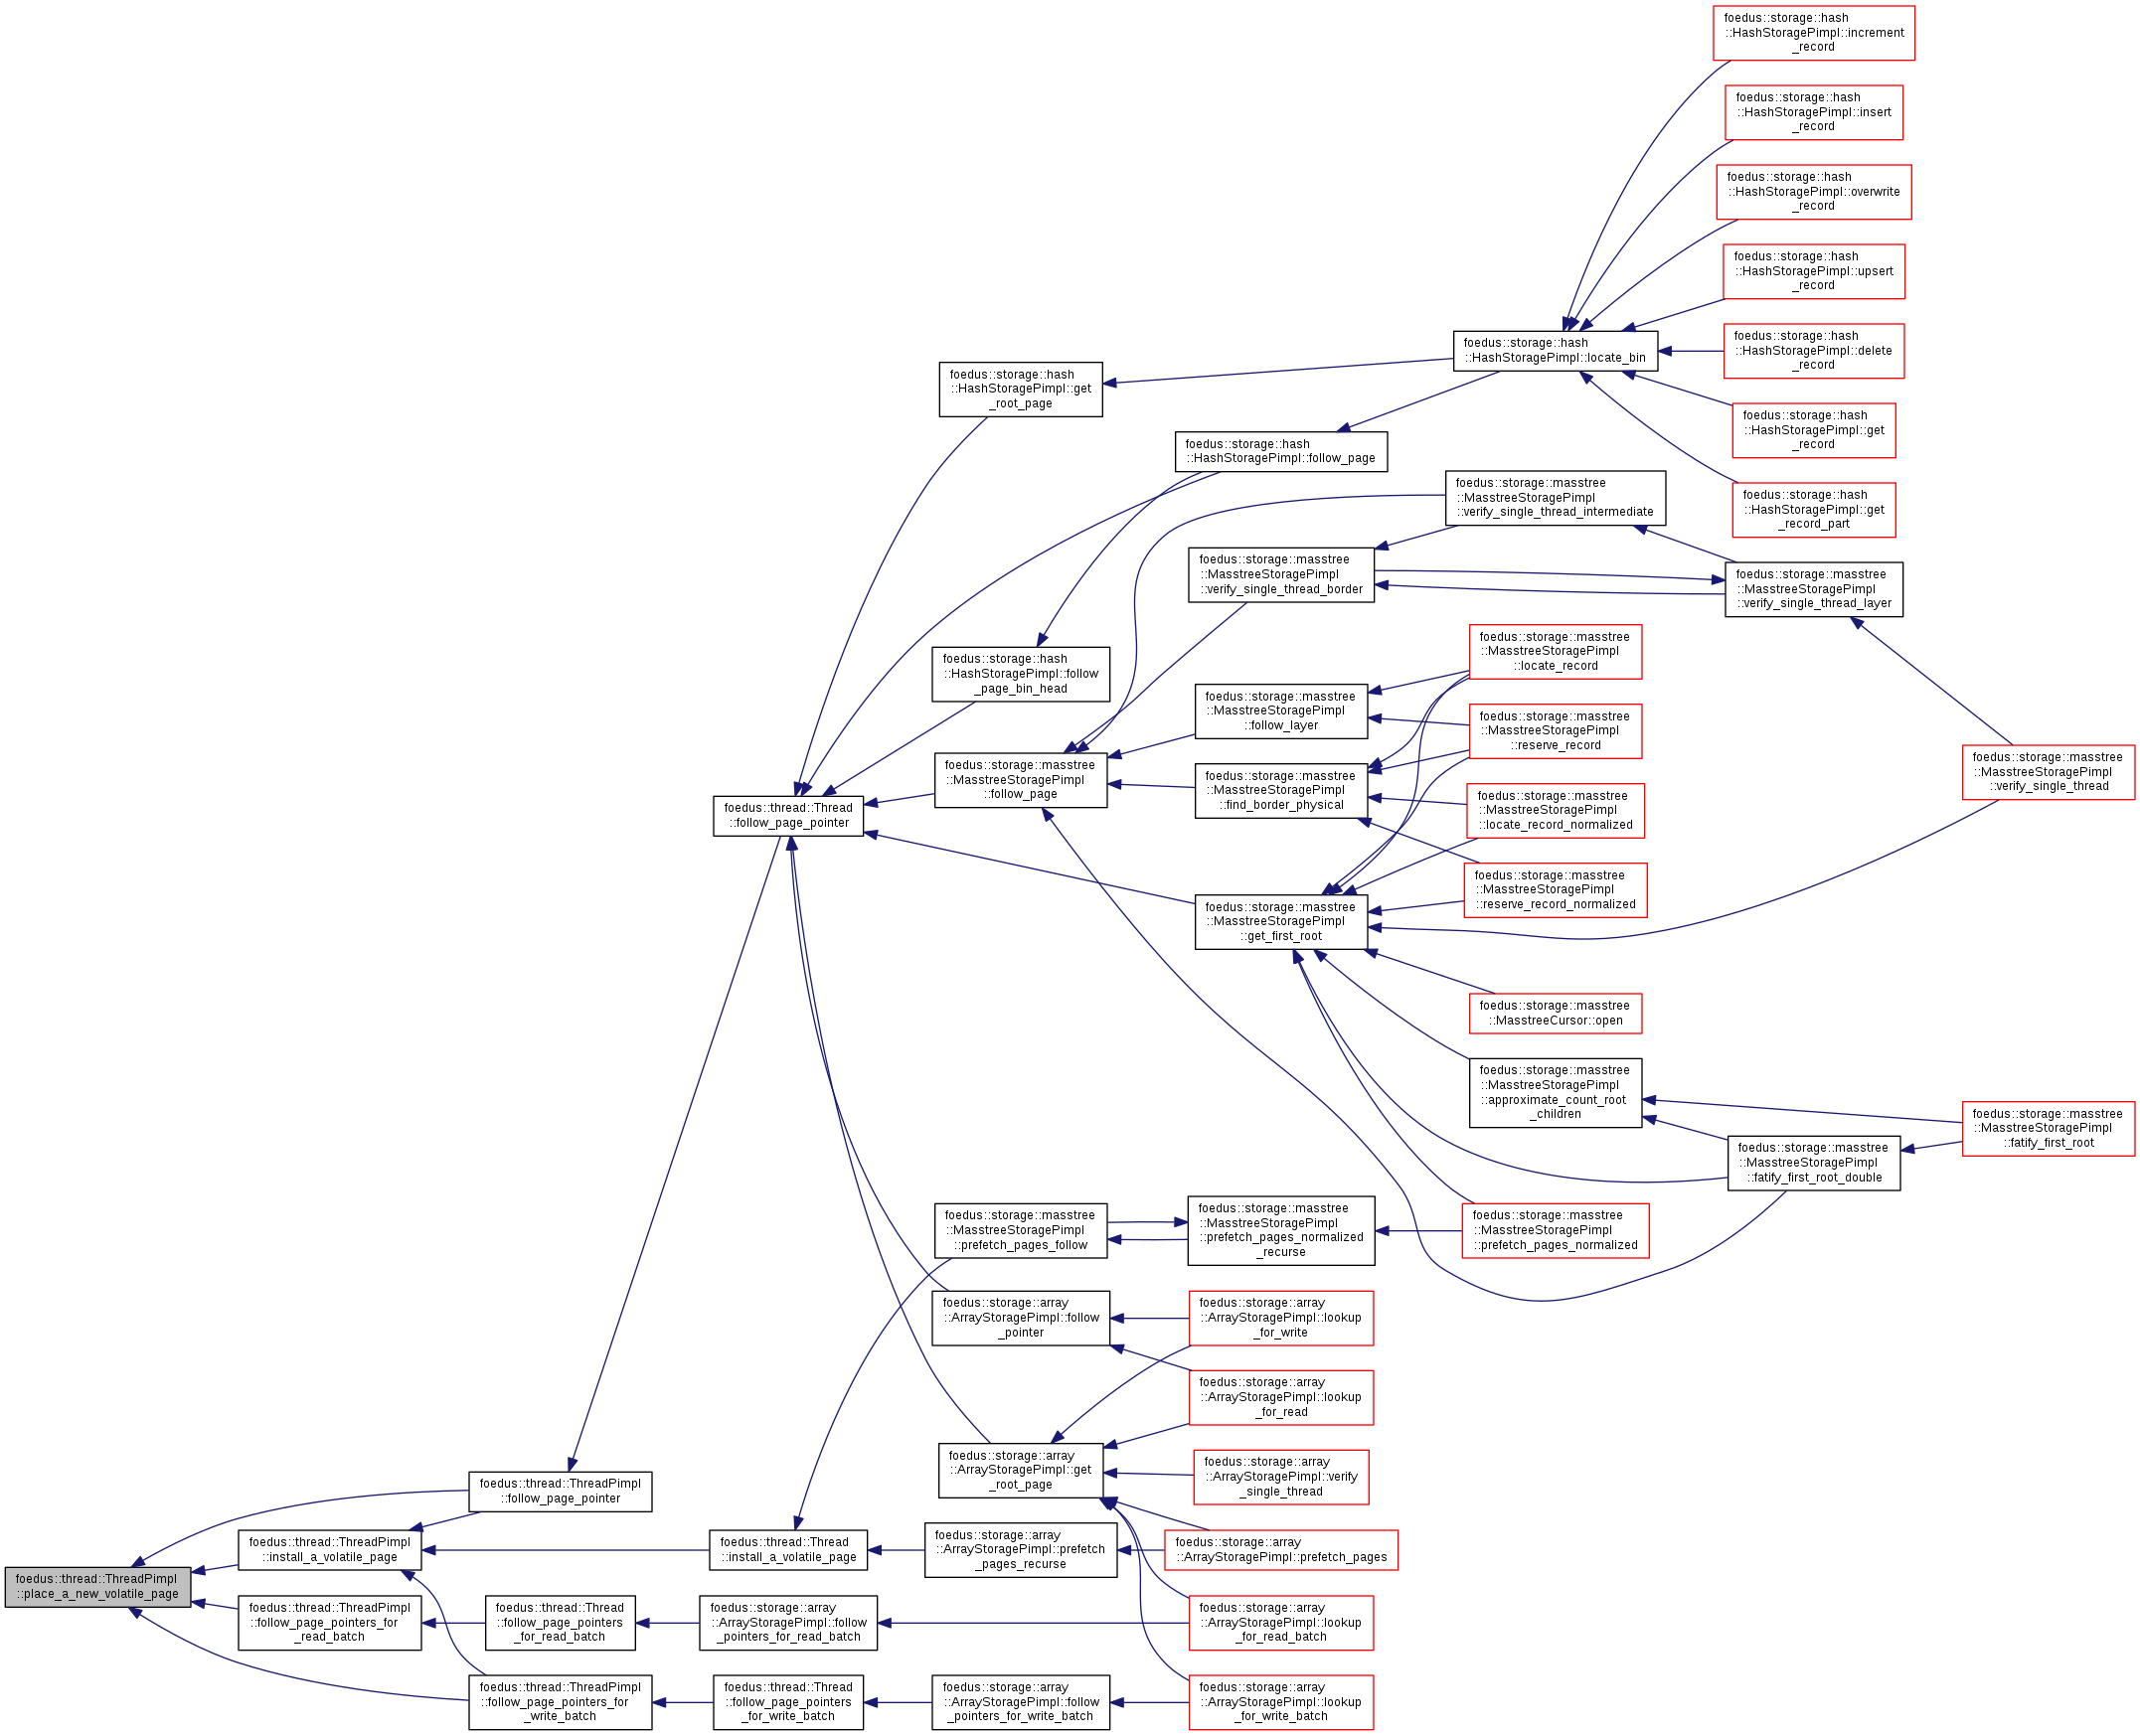 foedus::storage::hash
::HashStoragePimpl::increment
_record
foedus::storage::hash
::HashStoragePimpl::insert
_record
foedus::storage::hash
::HashStoragePimpl::overwrite
_record
foedus::storage::hash
::HashStoragePimpl::upsert
_record
foedus::storage::hash
::HashStoragePimpl::locate_bin
foedus::storage::hash
::HashStoragePimpl::delete
_record
foedus::storage::hash
::HashStoragePimpl::get
_root_page
foedus::storage::hash
::HashStoragePimpl::get
_record
foedus::storage::hash
::HashStoragePimpl::follow_page
foedus::storage::masstree
::MasstreeStoragePimpl
::verify_single_thread_intermediate
foedus::storage::hash
::HashStoragePimpl::get
_record_part
foedus::storage::masstree
::MasstreeStoragePimpl
::verify_single_thread_border
foedus::storage::masstree
::MasstreeStoragePimpl
::verify_single_thread_layer
foedus::storage::masstree
::MasstreeStoragePimpl
::locate_record
foedus::storage::hash
::HashStoragePimpl::follow
_page_bin_head
foedus::storage::masstree
::MasstreeStoragePimpl
::follow_layer
foedus::storage::masstree
::MasstreeStoragePimpl
::reserve_record
foedus::storage::masstree
::MasstreeStoragePimpl
::verify_single_thread
foedus::storage::masstree
::MasstreeStoragePimpl
::follow_page
foedus::storage::masstree
::MasstreeStoragePimpl
::find_border_physical
foedus::thread::Thread
::follow_page_pointer
foedus::storage::masstree
::MasstreeStoragePimpl
::locate_record_normalized
foedus::storage::masstree
::MasstreeStoragePimpl
::reserve_record_normalized
foedus::storage::masstree
::MasstreeStoragePimpl
::get_first_root
foedus::storage::masstree
::MasstreeCursor::open
foedus::storage::masstree
::MasstreeStoragePimpl
::approximate_count_root
_children
foedus::storage::masstree
::MasstreeStoragePimpl
::fatify_first_root
foedus::storage::masstree
::MasstreeStoragePimpl
::fatify_first_root_double
foedus::storage::masstree
::MasstreeStoragePimpl
::prefetch_pages_follow
foedus::storage::masstree
::MasstreeStoragePimpl
::prefetch_pages_normalized
_recurse
foedus::storage::masstree
::MasstreeStoragePimpl
::prefetch_pages_normalized
foedus::storage::array
::ArrayStoragePimpl::follow
_pointer
foedus::storage::array
::ArrayStoragePimpl::lookup
_for_write
foedus::storage::array
::ArrayStoragePimpl::lookup
_for_read
foedus::storage::array
::ArrayStoragePimpl::get
_root_page
foedus::storage::array
::ArrayStoragePimpl::verify
_single_thread
foedus::thread::ThreadPimpl
::follow_page_pointer
foedus::thread::ThreadPimpl
::install_a_volatile_page
foedus::thread::Thread
::install_a_volatile_page
foedus::storage::array
::ArrayStoragePimpl::prefetch
_pages_recurse
foedus::storage::array
::ArrayStoragePimpl::prefetch_pages
foedus::thread::ThreadPimpl
::place_a_new_volatile_page
foedus::thread::ThreadPimpl
::follow_page_pointers_for
_read_batch
foedus::thread::Thread
::follow_page_pointers
_for_read_batch
foedus::storage::array
::ArrayStoragePimpl::follow
_pointers_for_read_batch
foedus::storage::array
::ArrayStoragePimpl::lookup
_for_read_batch
foedus::thread::ThreadPimpl
::follow_page_pointers_for
_write_batch
foedus::thread::Thread
::follow_page_pointers
_for_write_batch
foedus::storage::array
::ArrayStoragePimpl::follow
_pointers_for_write_batch
foedus::storage::array
::ArrayStoragePimpl::lookup
_for_write_batch